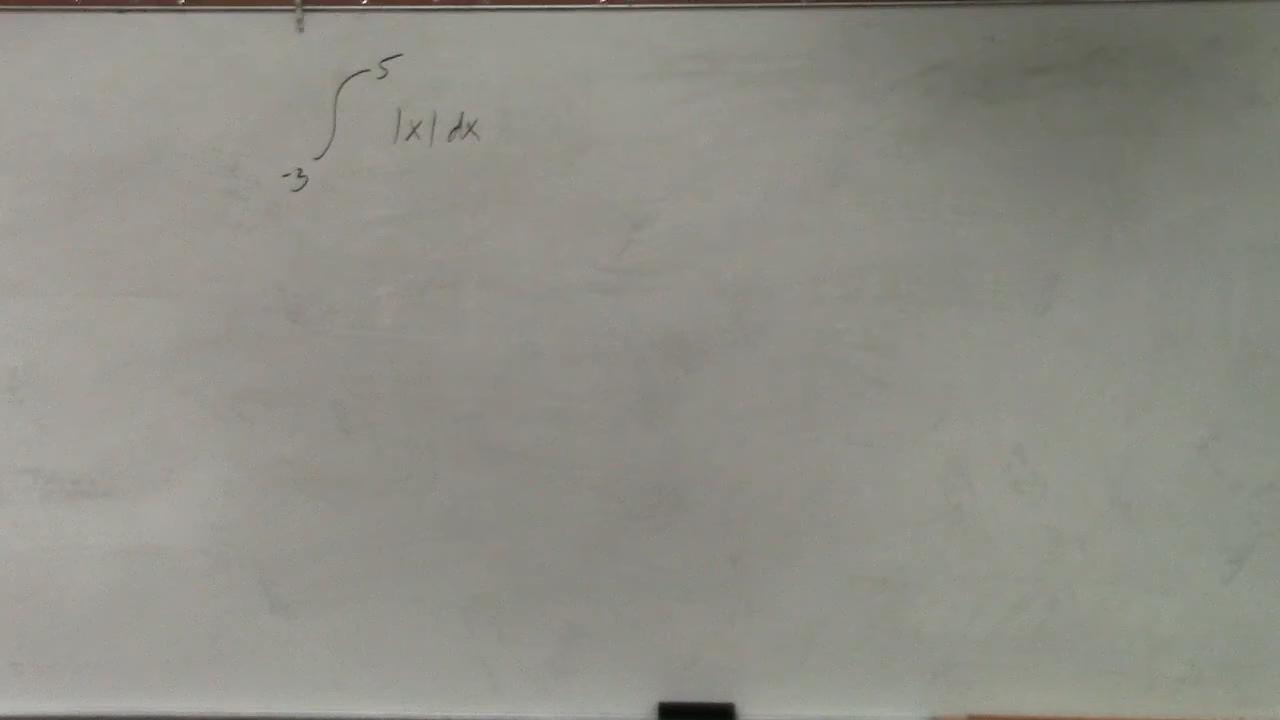 ∫_{-3}^{5} |x| dx